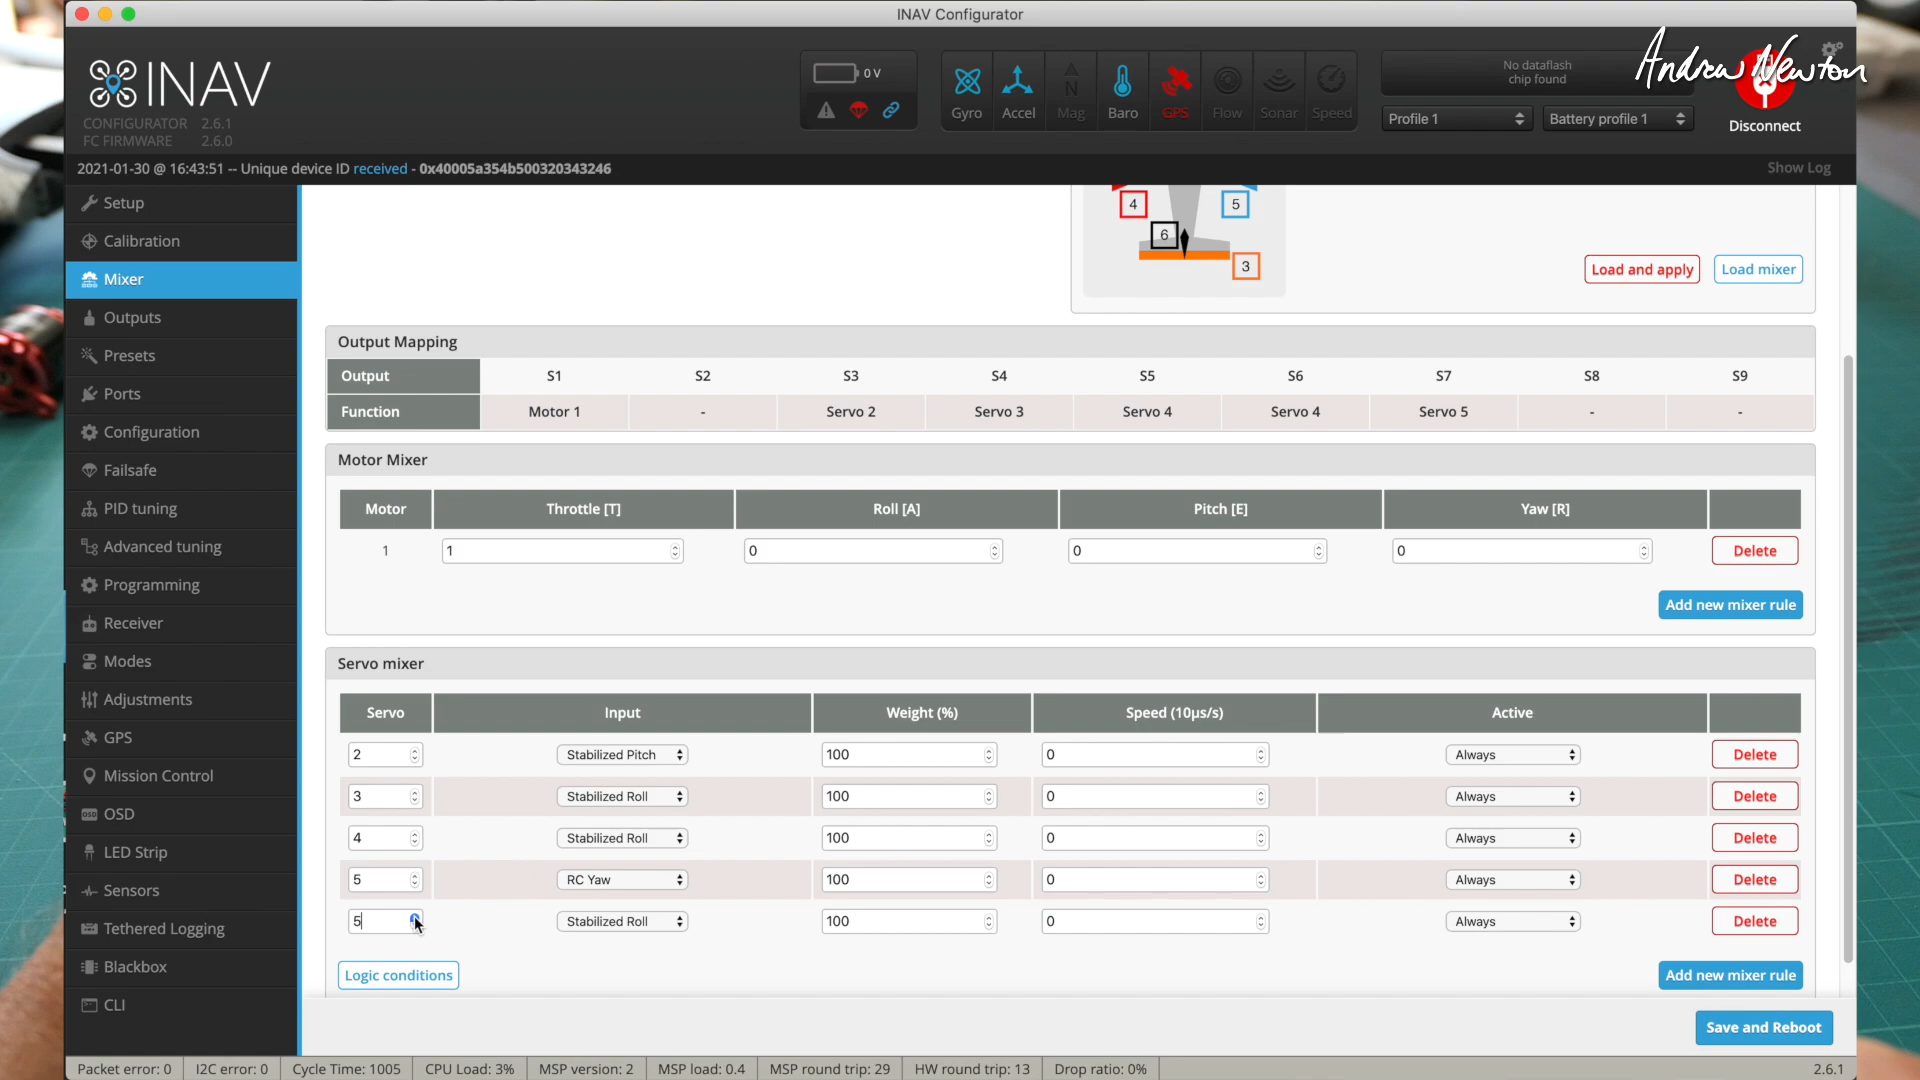 INAV Configurator
INAV
CONFIGURATOR 2.6.1
FC FIRMWARE 2.6.0
0 V
Gyro Accel Mag Baro GPS Flow Sonar Speed
No dataflash
chip found
Profile 1 Battery profile 1
Andrew Newton
Disconnect
2021-01-30 @ 16:43:51 -- Unique device ID received - 0x40005a354b500320343246
Show Log
Setup
Calibration
Mixer
Outputs
Presets
Ports
Configuration
Failsafe
PID tuning
Advanced tuning
Programming
Receiver
Modes
Adjustments
GPS
Mission Control
OSD
LED Strip
Sensors
Tethered Logging
Blackbox
CLI
4 5
6
3
Load and apply Load mixer
Output Mapping
Output S1 S2 S3 S4 S5 S6 S7 S8 S9
Function Motor 1 - Servo 2 Servo 3 Servo 4 Servo 4 Servo 5 - -
Motor Mixer
Motor Throttle [T] Roll [A] Pitch [E] Yaw [R]
1 1 0 0 0 Delete
Add new mixer rule
Servo mixer
Servo Input Weight (%) Speed (10µs/s) Active
2 Stabilized Pitch 100 0 Always Delete
3 Stabilized Roll 100 0 Always Delete
4 Stabilized Roll 100 0 Always Delete
5 RC Yaw 100 0 Always Delete
5 Stabilized Roll 100 0 Always Delete
Logic conditions Add new mixer rule
Save and Reboot
Packet error: 0 I2C error: 0 Cycle Time: 1005 CPU Load: 3% MSP version: 2 MSP load: 0.4 MSP round trip: 29 HW round trip: 13 Drop ratio: 0% 2.6.1